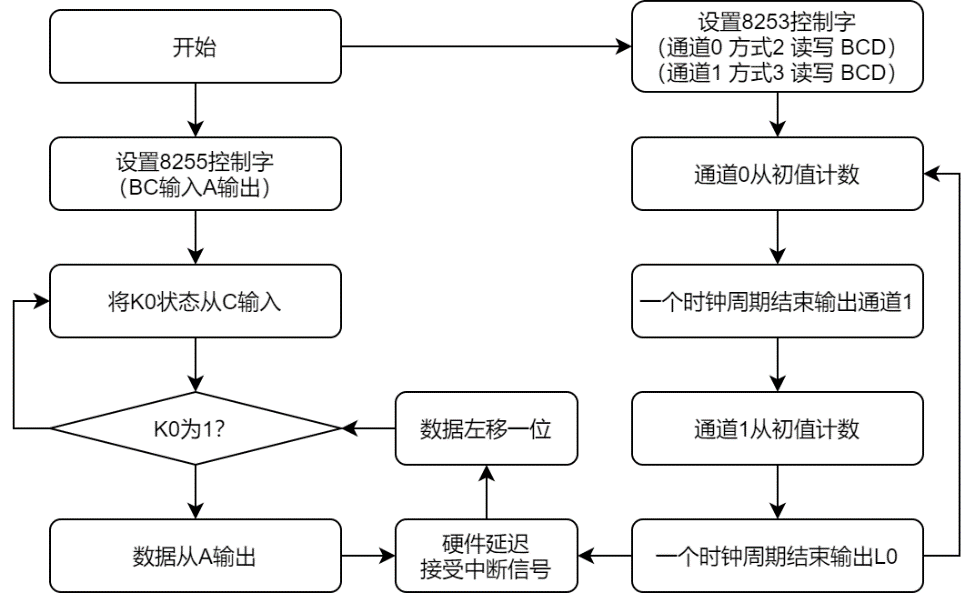 开始
设置8253控制字
（通道0 方式2 读写 BCD）
（通道1 方式3 读写 BCD）
设置8255控制字
（BC输入A输出）
通道0从初值计数
将K0状态从C输入
一个时钟周期结束输出通道1
K0为1？
数据左移一位
通道1从初值计数
数据从A输出
硬件延迟
接受中断信号
一个时钟周期结束输出L0